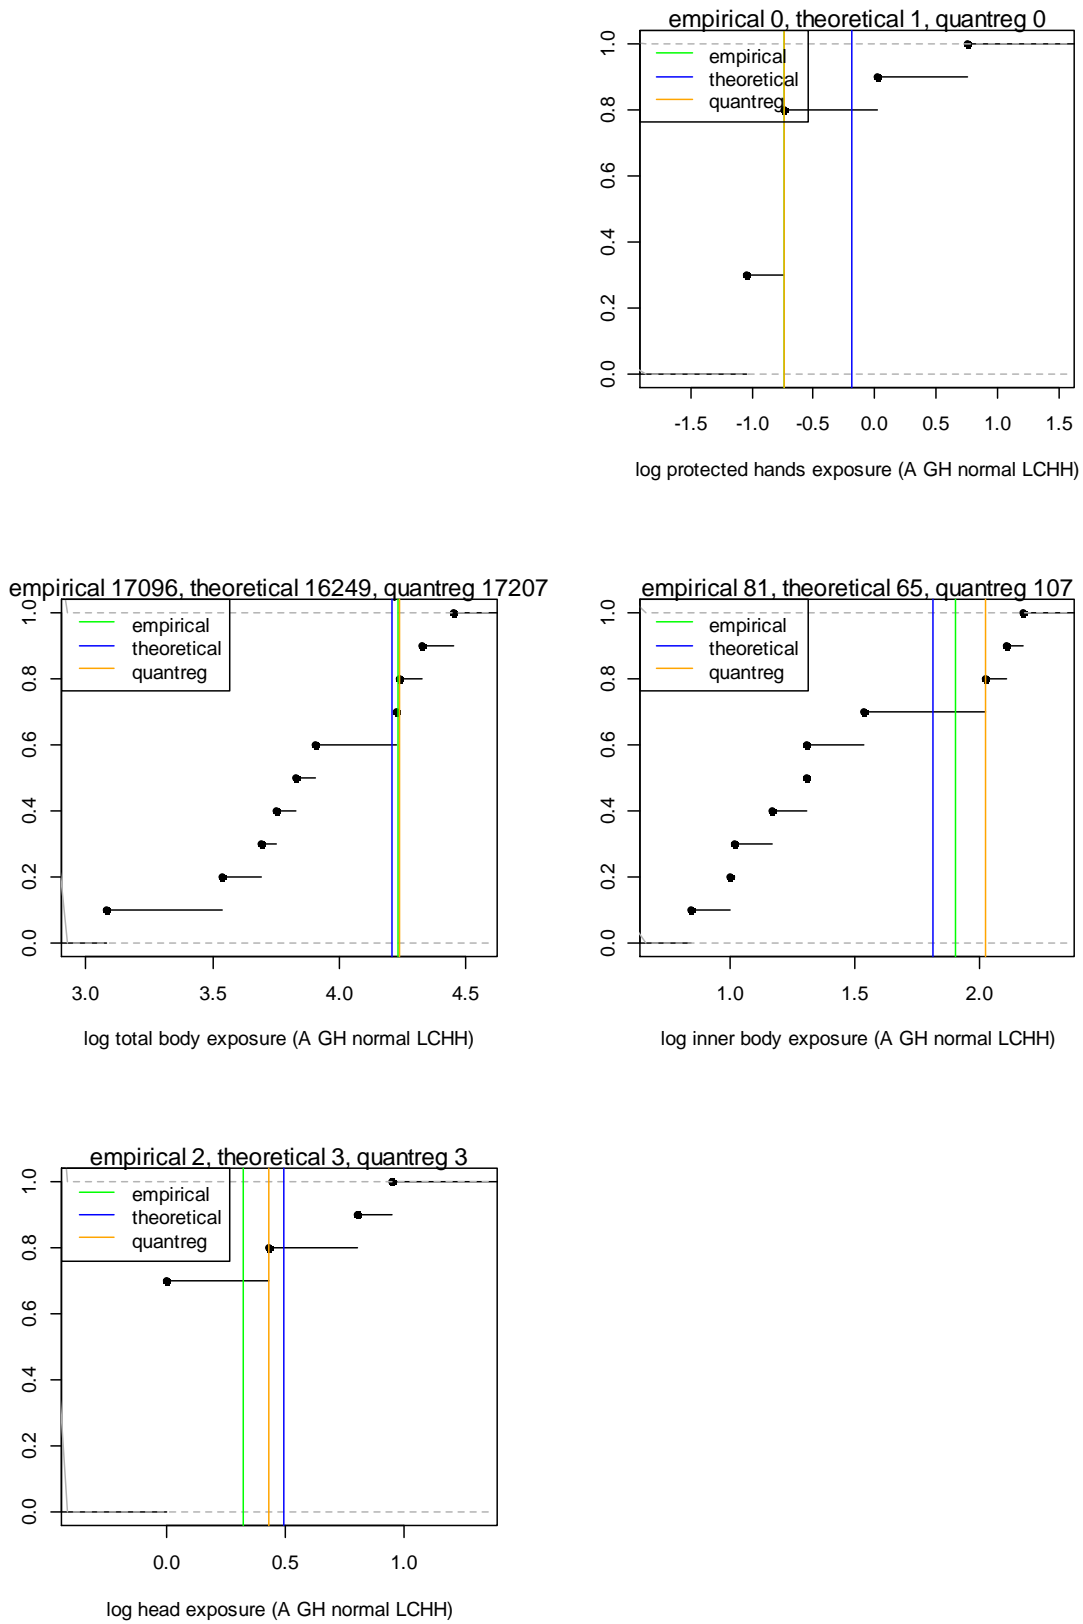 empirical 0, theoretical 1, quantreg 0
empirical
theoretical
quantreg
1.0
0.8
0.6
0.4
0.2
0.0
-1.5 -1.0 -0.5 0.0 0.5 1.0 1.5
log protected hands exposure (A GH normal LCHH)
empirical 17096, theoretical 16249, quantreg 17207
empirical
theoretical
quantreg
1.0
0.8
0.6
0.4
0.2
0.0
3.0 3.5 4.0 4.5
log total body exposure (A GH normal LCHH)
empirical 81, theoretical 65, quantreg 107
empirical
theoretical
quantreg
1.0
0.8
0.6
0.4
0.2
0.0
1.0 1.5 2.0
log inner body exposure (A GH normal LCHH)
empirical 2, theoretical 3, quantreg 3
empirical
theoretical
quantreg
1.0
0.8
0.6
0.4
0.2
0.0
0.0 0.5 1.0
log head exposure (A GH normal LCHH)